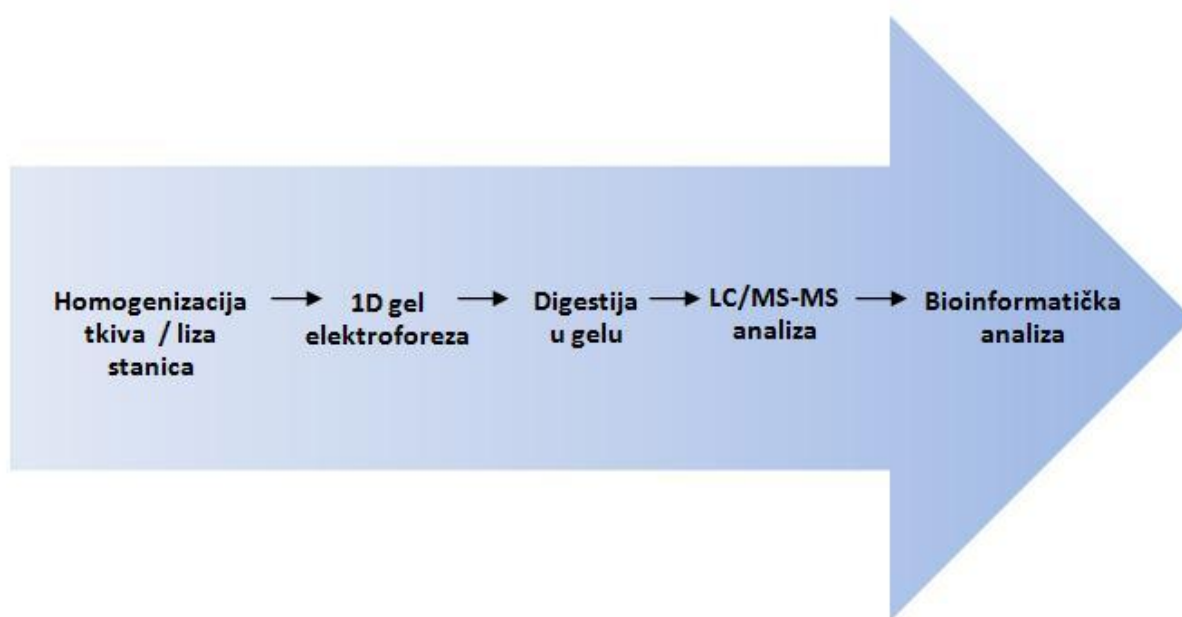 Homogenizacija
tkiva / liza
stanica
1D gel
elektroforeza
Digestija
u gelu
LC/MS-MS
analiza
Bioinformatička
analiza